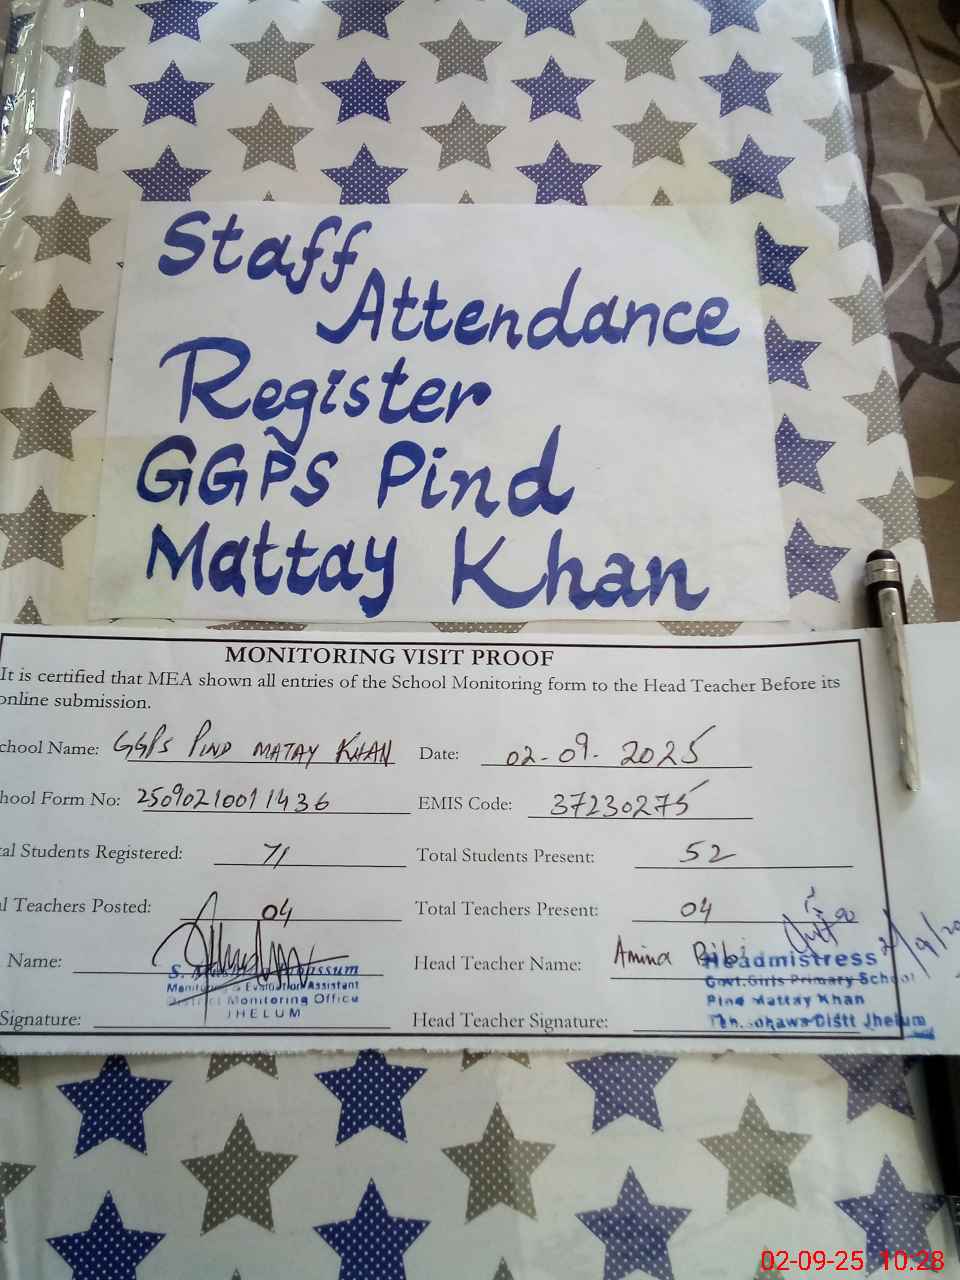 Staff
Attendance
Register
GGPS Pind
Mattay Khan
MONITORING VISIT PROOF
It is certified that MEA shown all entries of the School Monitoring form to the Head Teacher Before its
online submission.
chool Name: GGPS PIND MATAY KHAN Date: 02-09-2025
hool Form No: EMIS Code: 37230275
al Students Registered: 71 Total Students Present: 52
l Teachers Posted: 04 Total Teachers Present: 04
Name: Head Teacher Name: Amina Bibi
S.
Monitoring & Evaluation Assistant
District Monitoring Office
JHELUM
Headmistress
Govt. Girls Primary School
Pind Mattay Khan
Distt Jhelum
Signature: Head Teacher Signature:
02-09-25 10:28